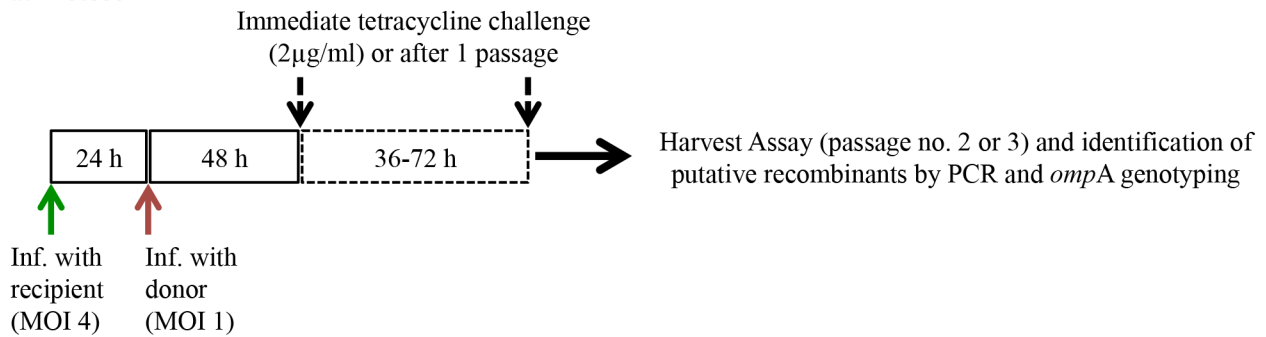 Immediate tetracycline challenge
(2µg/ml) or after 1 passage
24 h
48 h
36-72 h
Harvest Assay (passage no. 2 or 3) and identification of
putative recombinants by PCR and ompA genotyping
Inf. with
recipient
(MOI 4)
Inf. with
donor
(MOI 1)